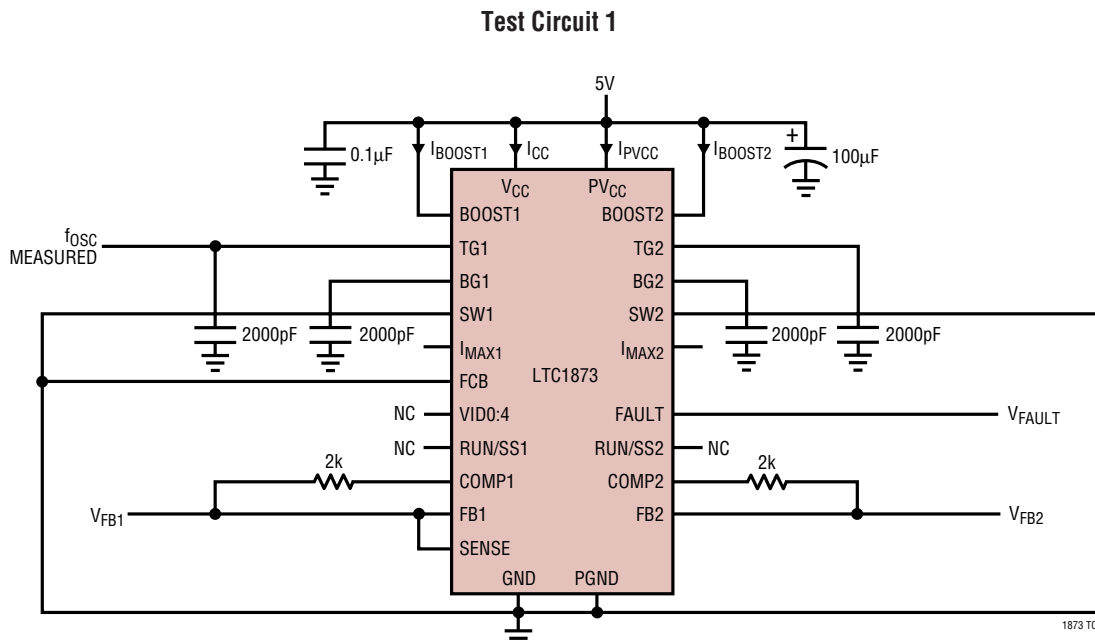 Test Circuit 1
5V
0.1µF
IBOOST1
ICC
IPVCC
IBOOST2
+
100µF
VCC
PVCC
BOOST1
BOOST2
fOSC
MEASURED
TG1
TG2
BG1
BG2
SW1
SW2
2000pF
2000pF
2000pF
2000pF
IMAX1
IMAX2
LTC1873
FCB
NC
VID0:4
FAULT
VFAULT
NC
RUN/SS1
RUN/SS2
NC
2k
COMP1
COMP2
2k
VFB1
FB1
FB2
VFB2
SENSE
GND
PGND
1873 TC